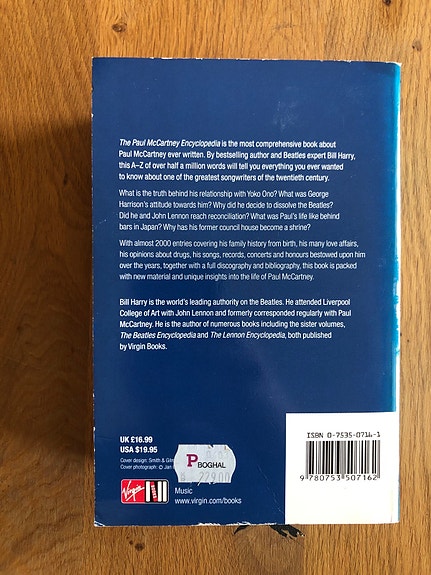 The Paul McCartney Encyclopedia is the most comprehensive book about
Paul McCartney ever written. By bestselling author and Beatles expert Bill Harry,
this A–Z of over half a million words will tell you everything you ever wanted
to know about one of the greatest songwriters of the twentieth century.
What is the truth behind his relationship with Yoko Ono? What was George
Harrison's attitude towards him? Why did he decide to dissolve the Beatles?
Did he and John Lennon reach reconciliation? What was Paul's life like behind
bars in Japan? Why has his former council house become a shrine?
With almost 2000 entries covering his family history from birth, his many love affairs,
his opinions about drugs, his songs, records, concerts and honours bestowed upon him
over the years, together with a full discography and bibliography, this book is packed
with new material and unique insights into the life of Paul McCartney.
Bill Harry is the world's leading authority on the Beatles. He attended Liverpool
College of Art with John Lennon and formerly corresponded regularly with Paul
McCartney. He is the author of numerous books including the sister volumes,
The Beatles Encyclopedia and The Lennon Encyclopedia, both published
by Virgin Books.
UK £16.99
USA $19.95
Cover design: Smith &
Cover photograph: © Jan
P BOGHAL
Virgin
Music
www.virgin.com/books
ISBN 0-7535-0716-1
9 780753 507162